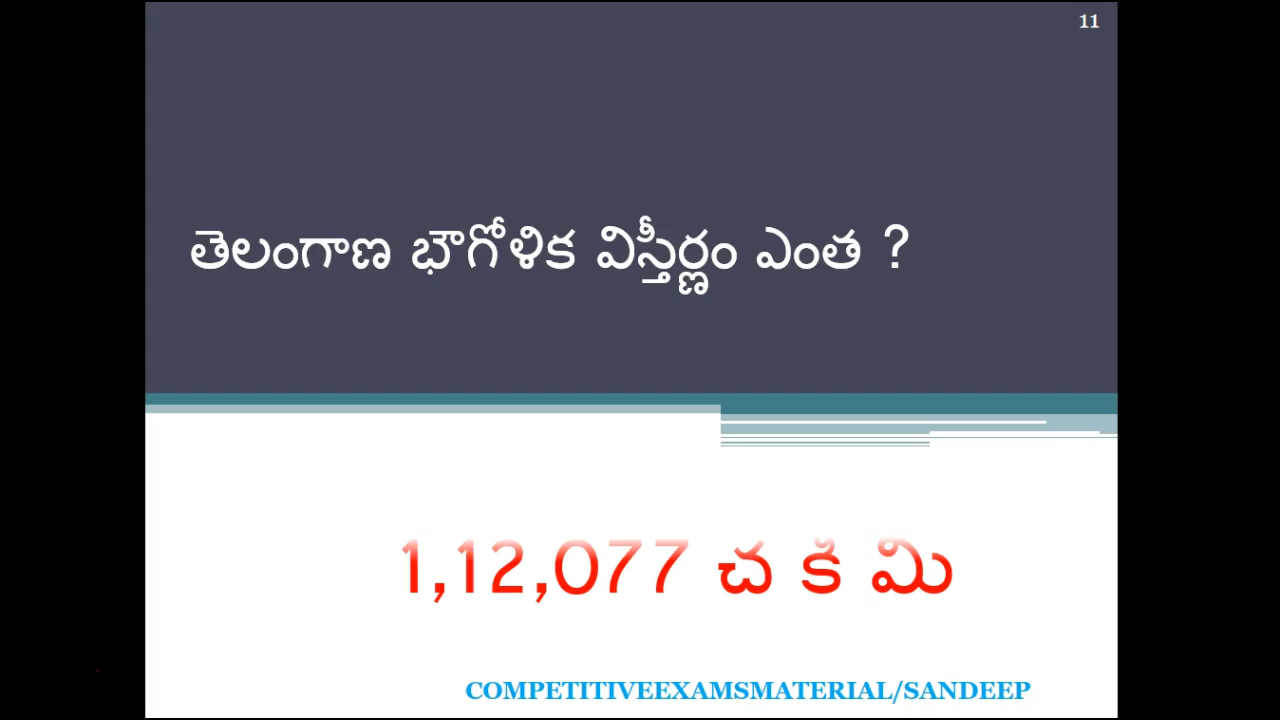 11
తెలంగాణ భౌగోళిక విస్తీర్ణం ఎంత ?
1,12,077 చ కి మి
COMPETITIVEEXAMSMATERIAL/SANDEEP